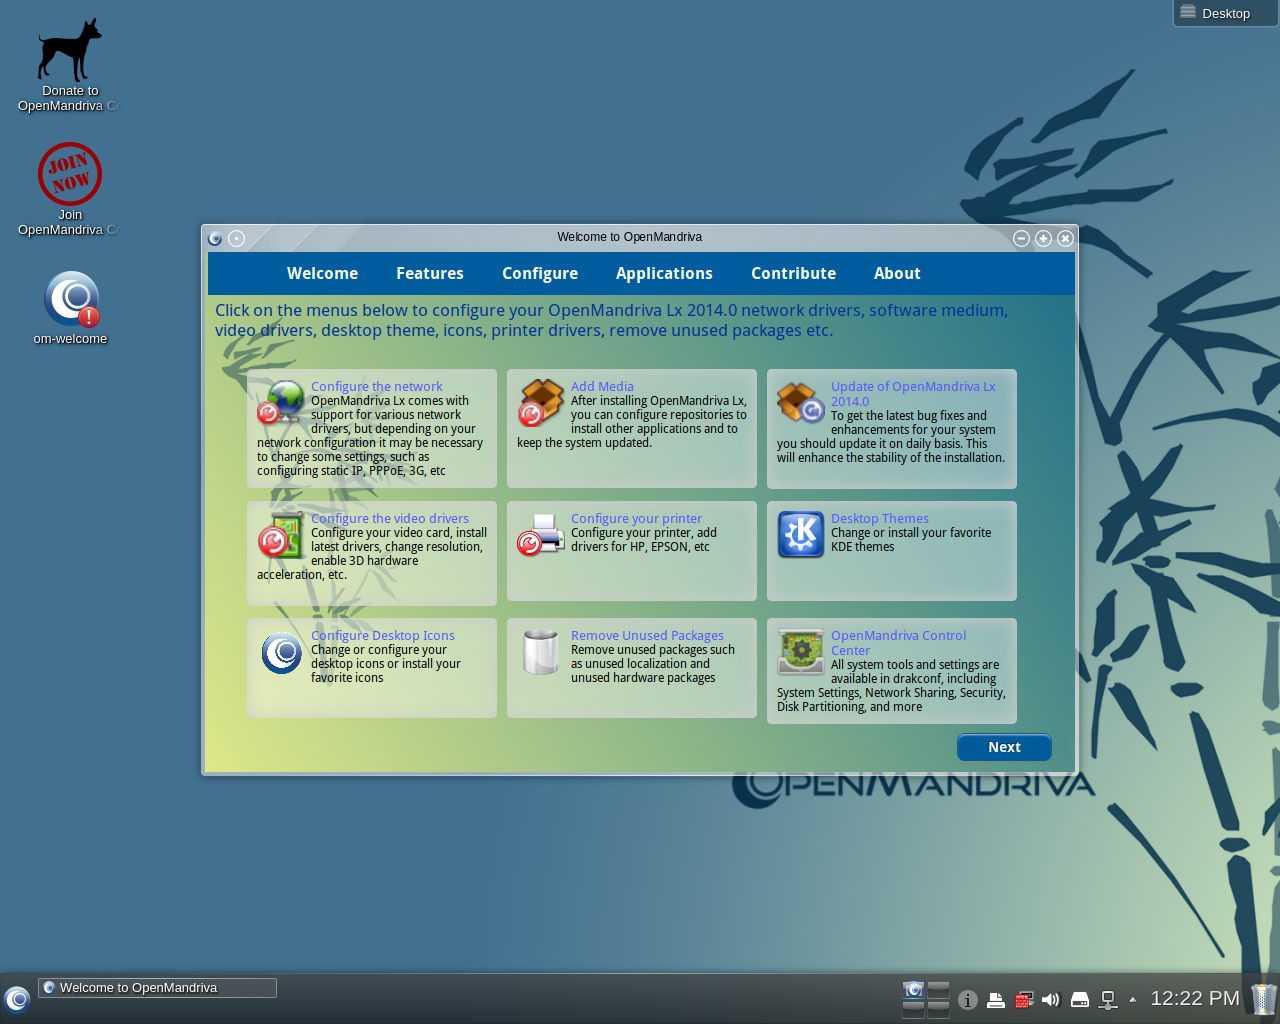 Desktop
Donate to
OpenMandriva Co
JOIN
NOW
Join
OpenMandriva Co
om-welcome
Welcome to OpenMandriva
Welcome Features Configure Applications Contribute About
Click on the menus below to configure your OpenMandriva Lx 2014.0 network drivers, software medium,
video drivers, desktop theme, icons, printer drivers, remove unused packages etc.
Configure the network
OpenMandriva Lx comes with
support for various network
drivers, but depending on your
network configuration it may be necessary
to change some settings, such as
configuring static IP, PPPoE, 3G, etc
Add Media
After installing OpenMandriva Lx,
you can configure repositories to
install other applications and to
keep the system updated.
Update of OpenMandriva Lx
2014.0
To get the latest bug fixes and
enhancements for your system
you should update it on daily basis. This
will enhance the stability of the installation.
Configure the video drivers
Configure your video card, install
latest drivers, change resolution,
enable 3D hardware
acceleration, etc.
Configure your printer
Configure your printer, add
drivers for HP, EPSON, etc
Desktop Themes
Change or install your favorite
KDE themes
Configure Desktop Icons
Change or configure your
desktop icons or install your
favorite icons
Remove Unused Packages
Remove unused packages such
as unused localization and
unused hardware packages
OpenMandriva Control
Center
All system tools and settings are
available in drakconf, including
System Settings, Network Sharing, Security,
Disk Partitioning, and more
Next
OPENMANDRIVA
Welcome to OpenMandriva
12:22 PM